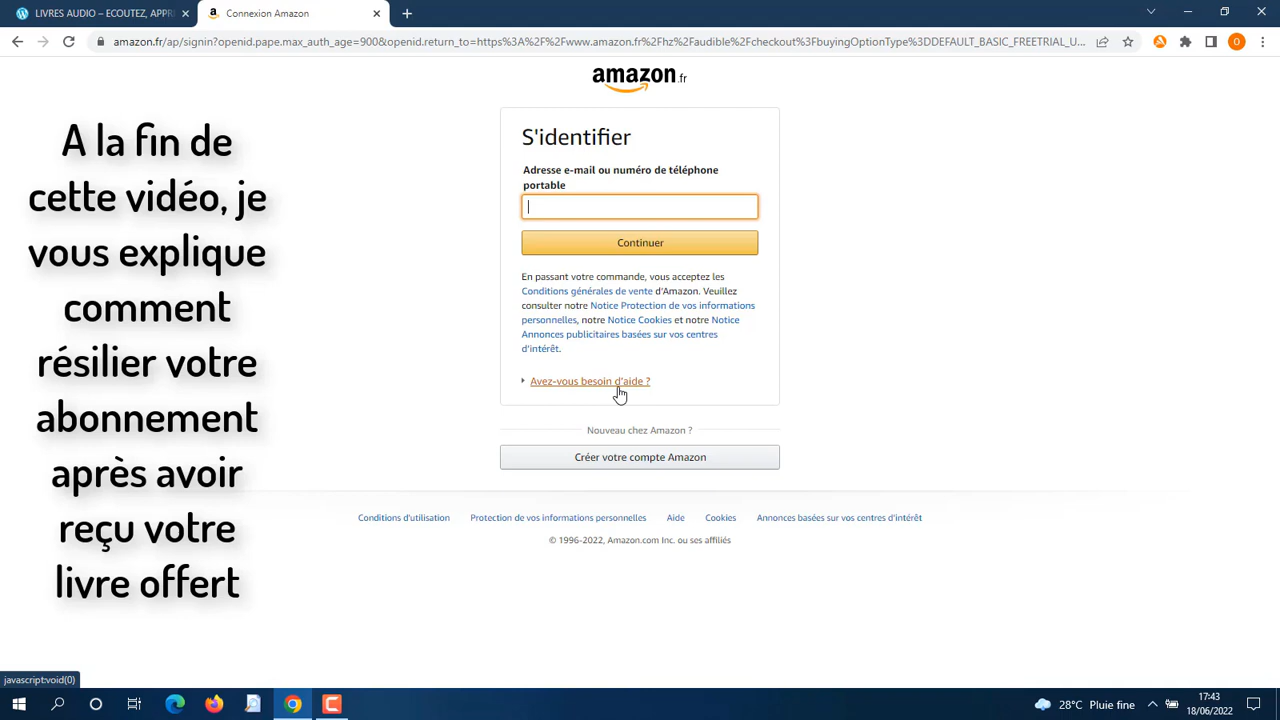 LIVRES AUDIO – ECOUTEZ, APPR
Connexion Amazon
amazon.fr/ap/signin?openid.pape.max_auth_age=900&openid.return_to=https%3A%2F%2Fwww.amazon.fr%2Fhz%2Faudible%2Fcheckout%3FbuyingOptionType%3DDEFAULT_BASIC_FREETRIAL_U...
O
amazon.fr
S'identifier
Adresse e-mail ou numéro de téléphone
portable
Continuer
En passant votre commande, vous acceptez les
Conditions générales de vente d'Amazon. Veuillez
consulter notre Notice Protection de vos informations
personnelles, notre Notice Cookies et notre Notice
Annonces publicitaires basées sur vos centres
d'intérêt.
Avez-vous besoin d'aide ?
Nouveau chez Amazon ?
Créer votre compte Amazon
Conditions d'utilisation
Protection de vos informations personnelles
Aide
Cookies
Annonces basées sur vos centres d'intérêt
© 1996-2022, Amazon.com Inc. ou ses affiliés
A la fin de
cette vidéo, je
vous explique
comment
résilier votre
abonnement
après avoir
reçu votre
livre offert
javascript:void(0)
28°C Pluie fine
17:43
18/06/2022